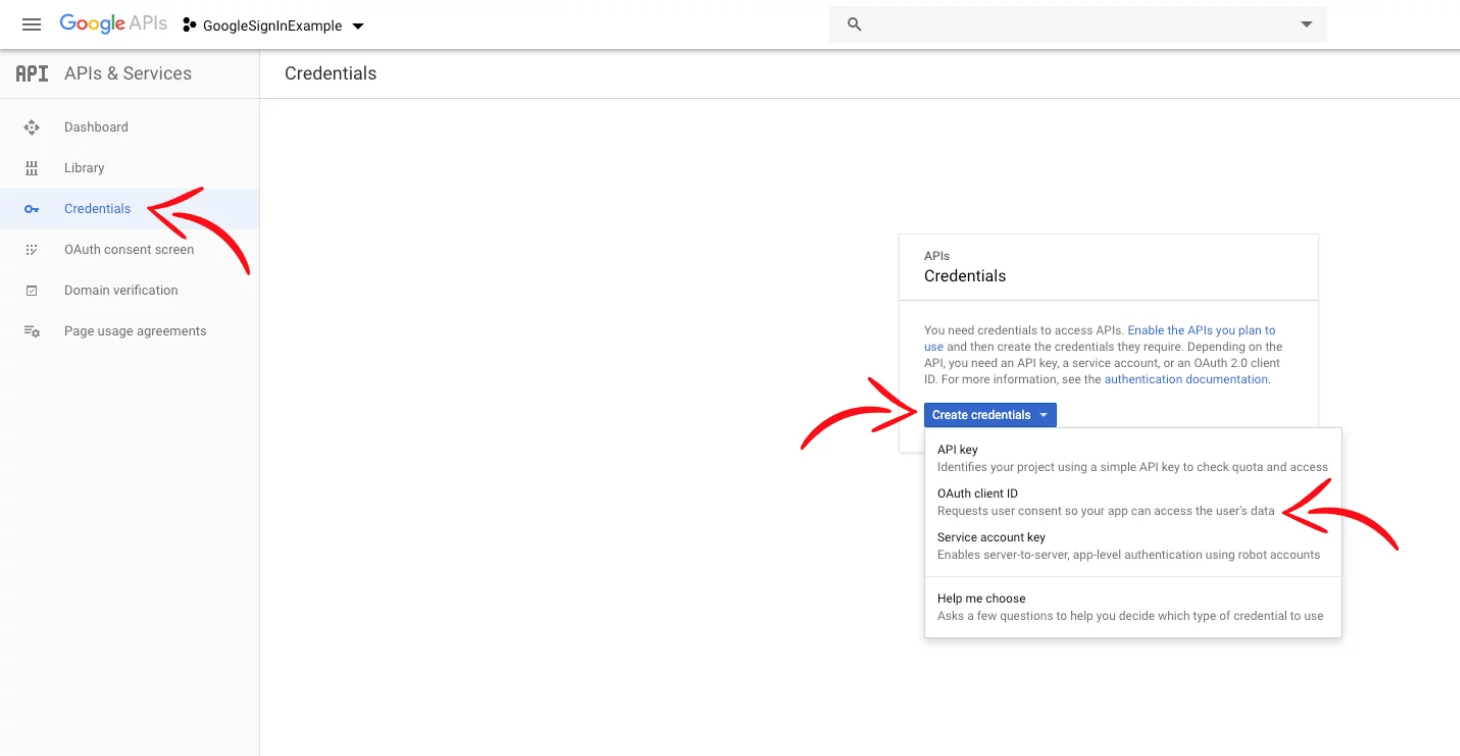 Google APIs GoogleSignInExample
API APIs & Services
Credentials
Dashboard
Library
Credentials
OAuth consent screen
Domain verification
Page usage agreements
APIs
Credentials
You need credentials to access APIs. Enable the APIs you plan to
use and then create the credentials they require. Depending on the
API, you need an API key, a service account, or an OAuth 2.0 client
ID. For more information, see the authentication documentation.
Create credentials
API key
Identifies your project using a simple API key to check quota and access
OAuth client ID
Requests user consent so your app can access the user's data
Service account key
Enables server-to-server, app-level authentication using robot accounts
Help me choose
Asks a few questions to help you decide which type of credential to use